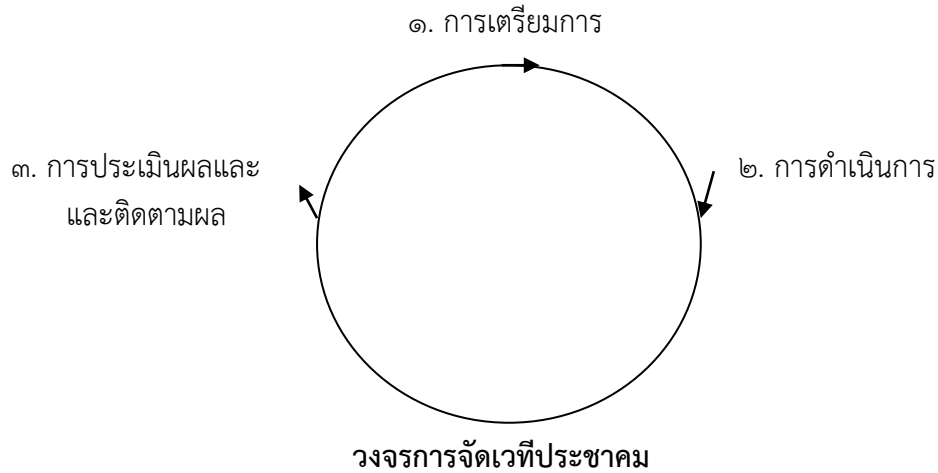 ๑. การเตรียมการ
๒. การดำเนินการ
๓. การประเมินผลและ
และติดตามผล
วงจรการจัดเวทีประชาคม